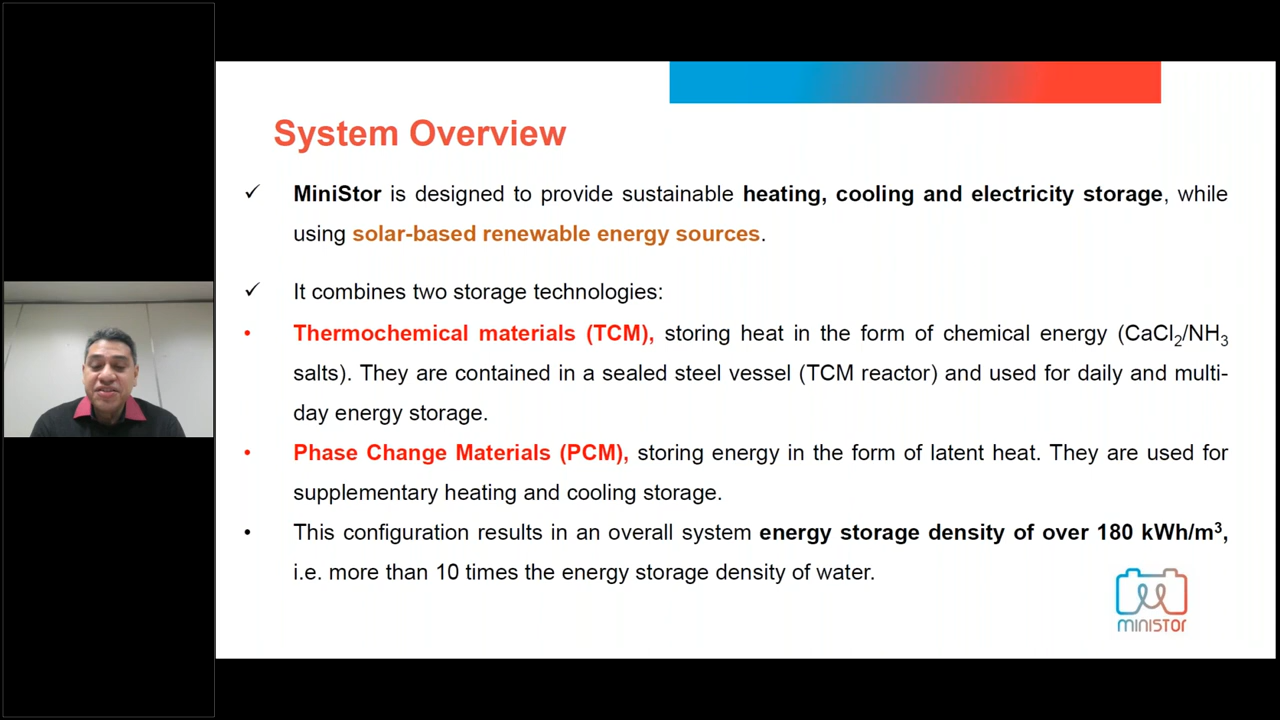 System Overview
✓ MiniStor is designed to provide sustainable heating, cooling and electricity storage, while
using solar-based renewable energy sources.
✓ It combines two storage technologies:
• Thermochemical materials (TCM), storing heat in the form of chemical energy (CaCl₂/NH₃
salts). They are contained in a sealed steel vessel (TCM reactor) and used for daily and multi-
day energy storage.
• Phase Change Materials (PCM), storing energy in the form of latent heat. They are used for
supplementary heating and cooling storage.
• This configuration results in an overall system energy storage density of over 180 kWh/m³,
i.e. more than 10 times the energy storage density of water.
MINISTOR